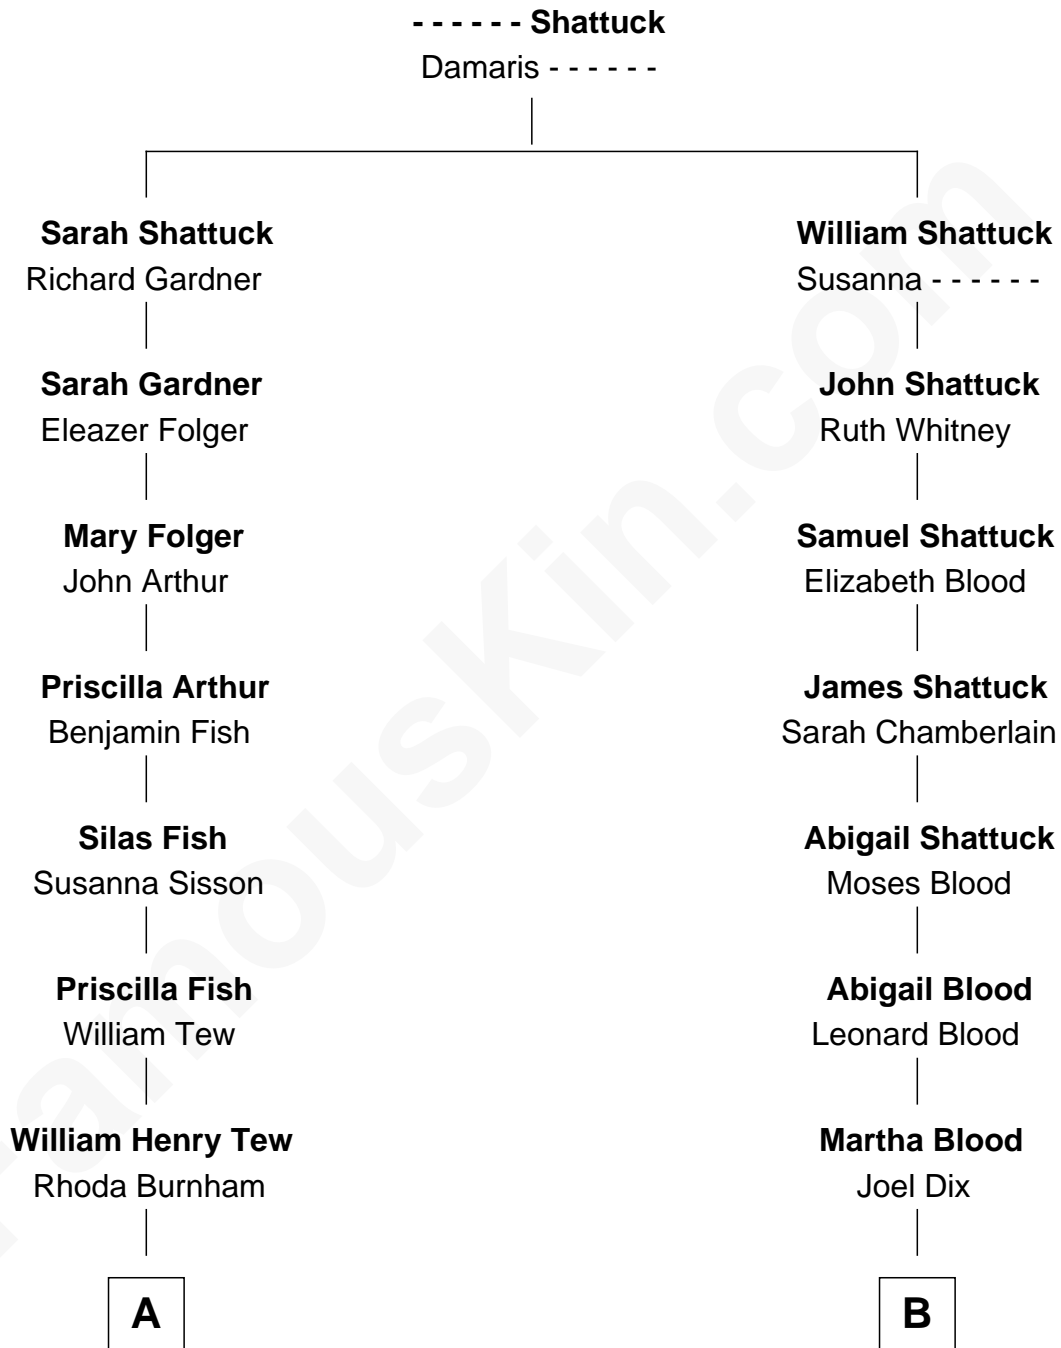 - - - - - - Shattuck
Damaris - - - - - -
Sarah Shattuck
Richard Gardner
William Shattuck
Susanna - - - - - -
Sarah Gardner
Eleazer Folger
John Shattuck
Ruth Whitney
Mary Folger
John Arthur
Samuel Shattuck
Elizabeth Blood
Priscilla Arthur
Benjamin Fish
James Shattuck
Sarah Chamberlain
Silas Fish
Susanna Sisson
Abigail Shattuck
Moses Blood
Priscilla Fish
William Tew
Abigail Blood
Leonard Blood
William Henry Tew
Rhoda Burnham
Martha Blood
Joel Dix
A
B
FamousKin.com